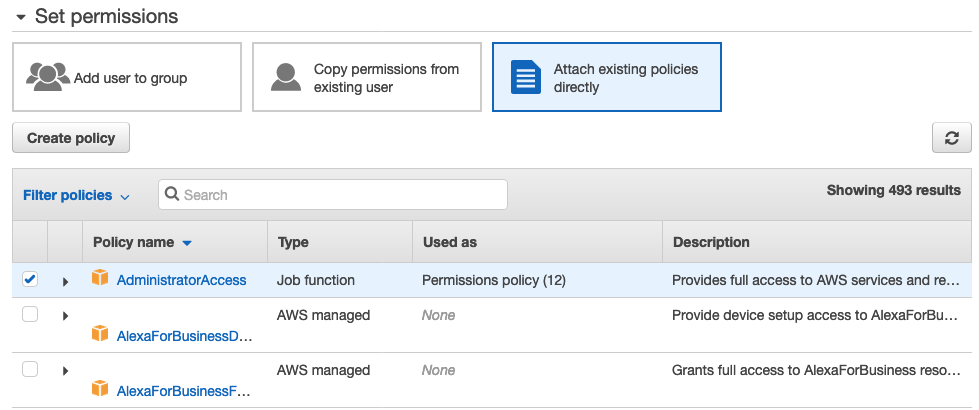 Set permissions
Add user to group
Copy permissions from
existing user
Attach existing policies
directly
Create policy
Filter policies
Search
Showing 493 results
Policy name Type Used as Description
AdministratorAccess Job function Permissions policy (12) Provides full access to AWS services and re...
AWS managed None Provide device setup access to AlexaForBu...
AlexaForBusinessD...
AWS managed None Grants full access to AlexaForBusiness reso...
AlexaForBusinessF...